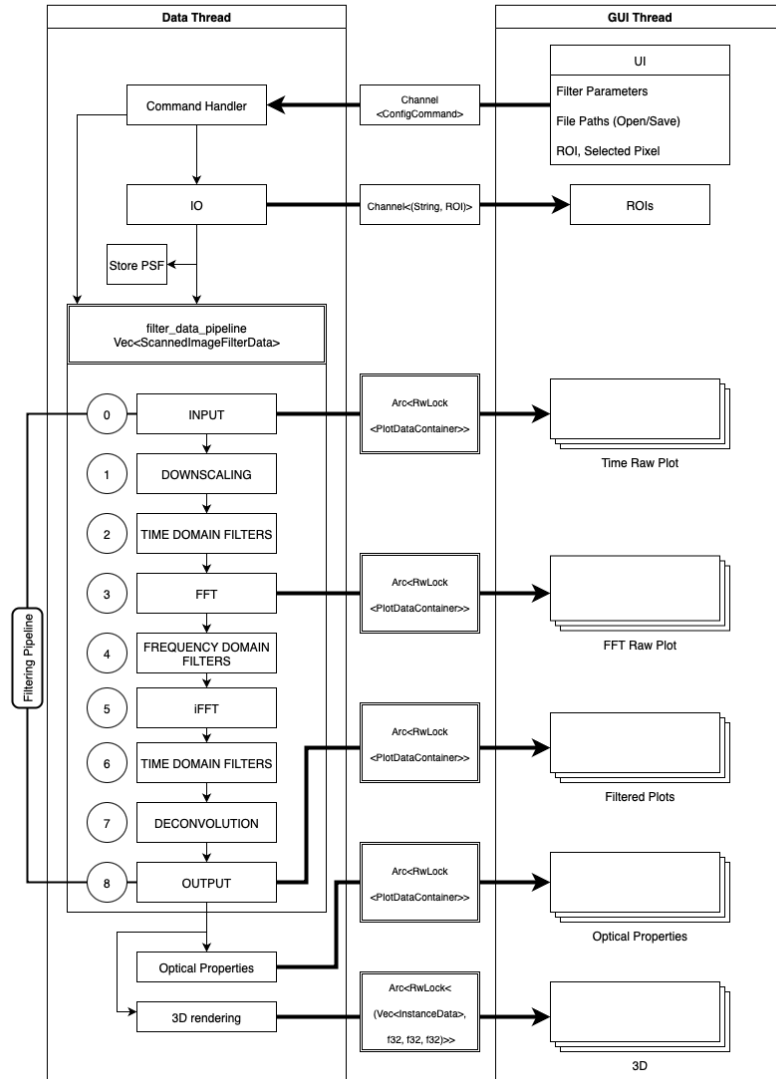 Data Thread
GUI Thread
UI
Filter Parameters
File Paths (Open/Save)
ROI, Selected Pixel
Channel
<ConfigCommand>
Command Handler
IO
Channel<(String, ROI)>
ROIs
Store PSF
filter_data_pipeline
Vec<ScannedImageFilterData>
Filtering Pipeline
0
INPUT
Arc<RwLock
<PlotDataContainer>>
Time Raw Plot
1
DOWNSCALING
2
TIME DOMAIN FILTERS
3
FFT
Arc<RwLock
<PlotDataContainer>>
FFT Raw Plot
4
FREQUENCY DOMAIN
FILTERS
5
iFFT
6
TIME DOMAIN FILTERS
Arc<RwLock
<PlotDataContainer>>
Filtered Plots
7
DECONVOLUTION
8
OUTPUT
Arc<RwLock
<PlotDataContainer>>
Optical Properties
Optical Properties
3D rendering
Arc<RwLock<
(Vec<InstanceData>,
f32, f32, f32)>>
3D